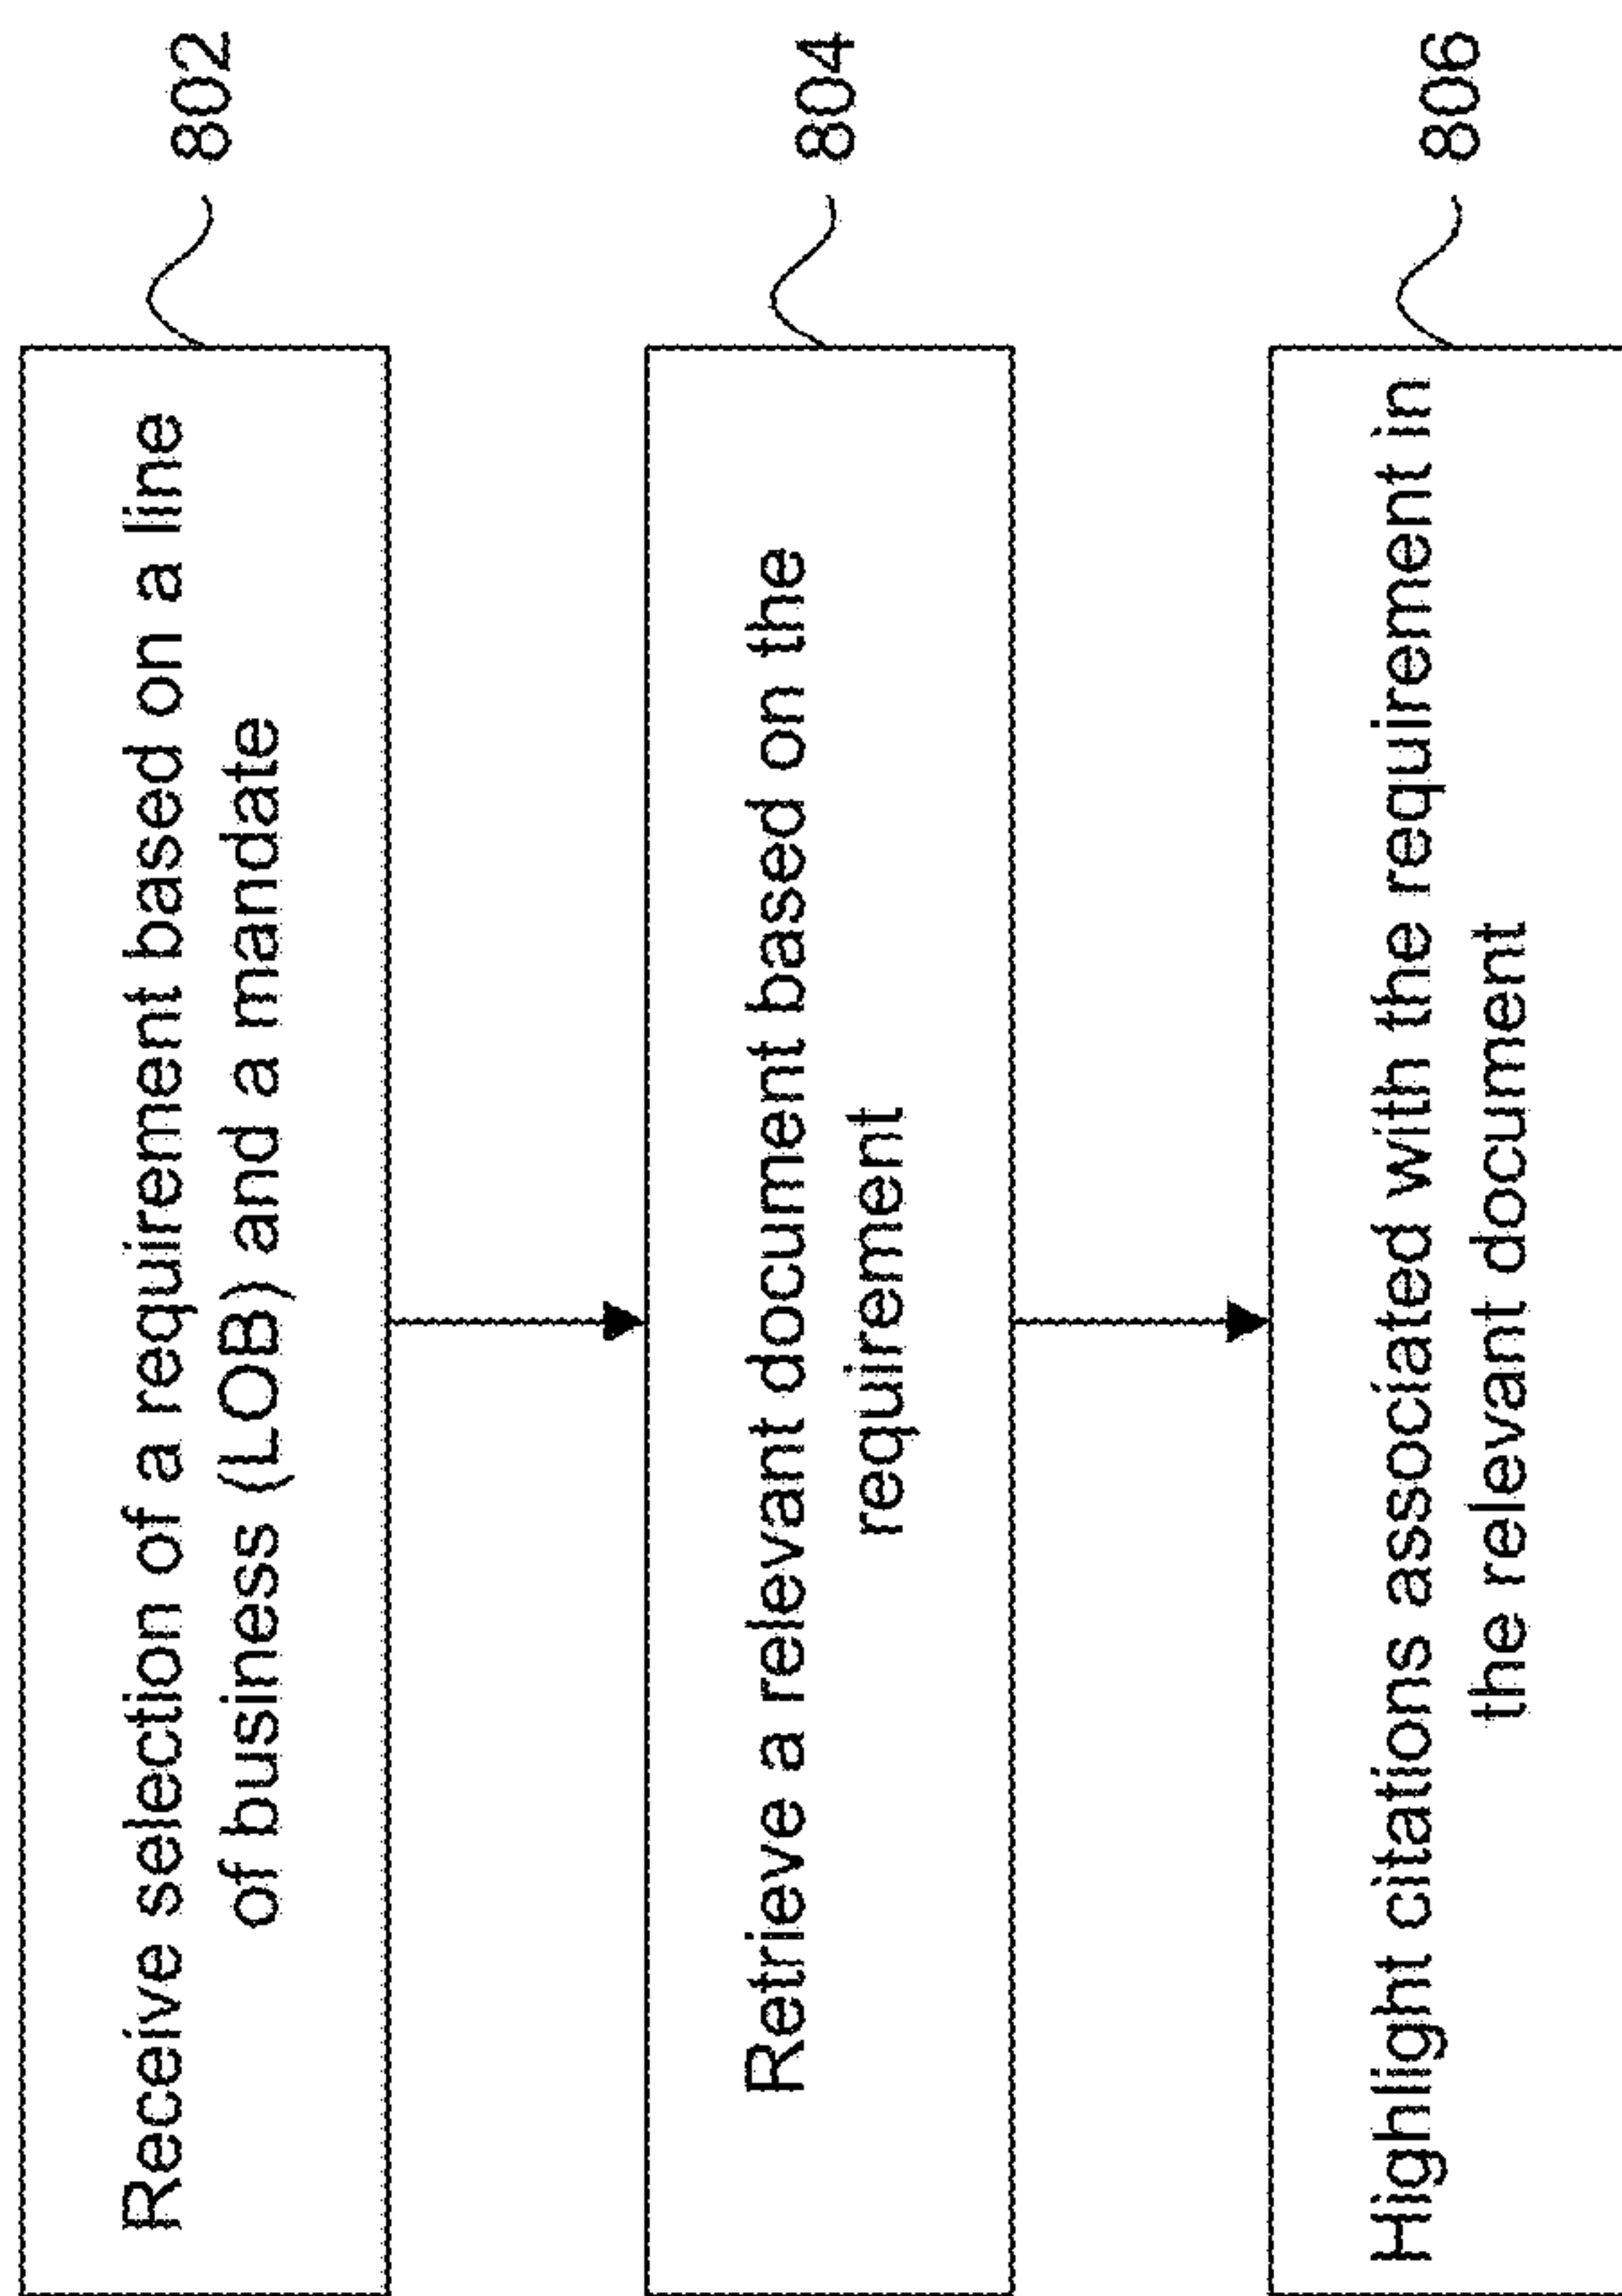 Receive selection of a requirement based on a line
of business (LOB) and a mandate
802
Retrieve a relevant document based on the
requirement
804
Highlight citations associated with the requirement in
the relevant document
806